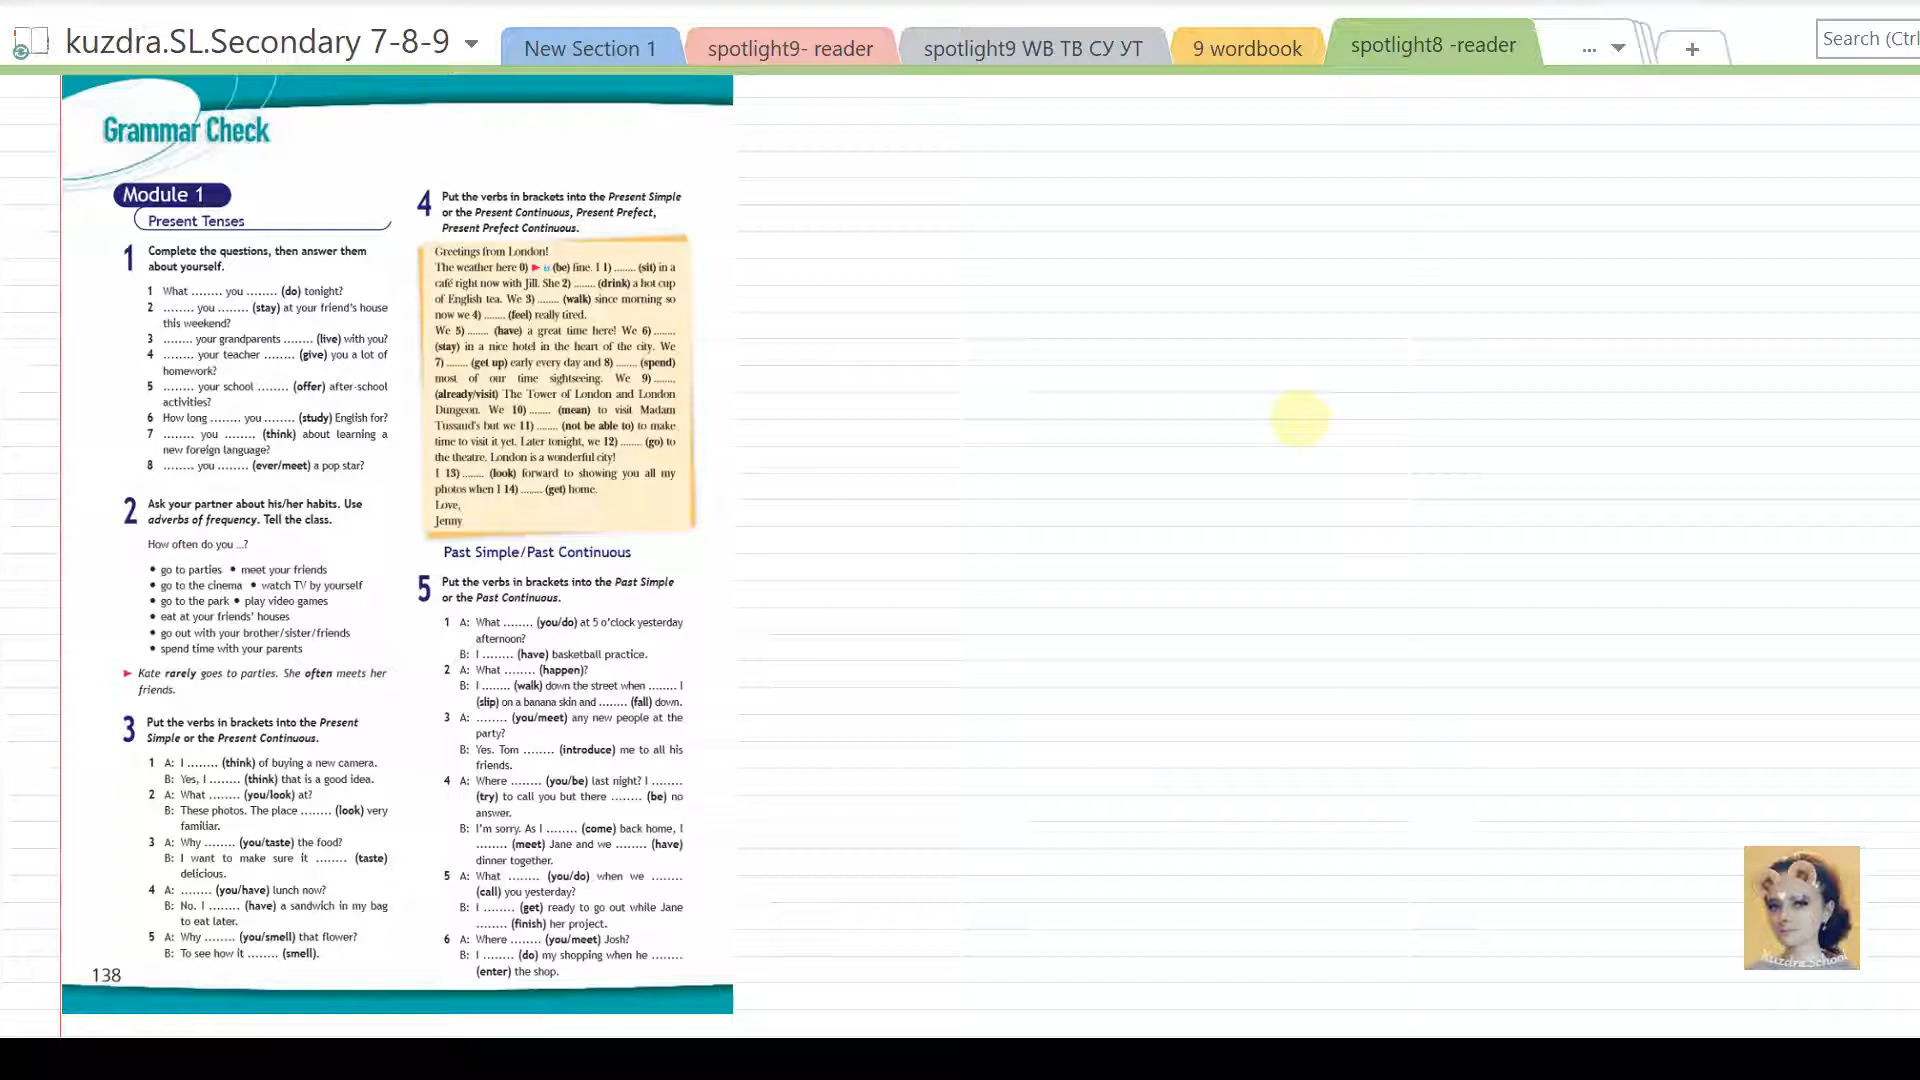 kuzdra.SL.Secondary 7-8-9
New Section 1
spotlight9- reader
spotlight9 WB TB СУ УТ
9 wordbook
spotlight8 -reader
...
+
Search (Ctrl
Grammar Check
Module 1
Present Tenses
1 Complete the questions, then answer them
about yourself.
1 What ........ you ........ (do) tonight?
2 ........ you ........ (stay) at your friend's house
this weekend?
3 ........ your grandparents ........ (live) with you?
4 ........ your teacher ........ (give) you a lot of
homework?
5 ........ your school ........ (offer) after-school
activities?
6 How long ........ you ........ (study) English for?
7 ........ you ........ (think) about learning a
new foreign language?
8 ........ you ........ (ever/meet) a pop star?
2 Ask your partner about his/her habits. Use
adverbs of frequency. Tell the class.
How often do you ...?
• go to parties • meet your friends
• go to the cinema • watch TV by yourself
• go to the park • play video games
• eat at your friends' houses
• go out with your brother/sister/friends
• spend time with your parents
► Kate rarely goes to parties. She often meets her
friends.
3 Put the verbs in brackets into the Present
Simple or the Present Continuous.
1 A: I ........ (think) of buying a new camera.
B: Yes, I ........ (think) that is a good idea.
2 A: What ........ (you/look) at?
B: These photos. The place ........ (look) very
familiar.
3 A: Why ........ (you/taste) the food?
B: I want to make sure it ........ (taste)
delicious.
4 A: ........ (you/have) lunch now?
B: No. I ........ (have) a sandwich in my bag
to eat later.
5 A: Why ........ (you/smell) that flower?
B: To see how it ........ (smell).
138
4 Put the verbs in brackets into the Present Simple
or the Present Continuous, Present Prefect,
Present Prefect Continuous.
Greetings from London!
The weather here 0) ► is (be) fine. I 1) ........ (sit) in a
café right now with Jill. She 2) ........ (drink) a hot cup
of English tea. We 3) ........ (walk) since morning so
now we 4) ........ (feel) really tired.
We 5) ........ (have) a great time here! We 6) ........
(stay) in a nice hotel in the heart of the city. We
7) ........ (get up) early every day and 8) ........ (spend)
most of our time sightseeing. We 9) ........,
(already/visit) The Tower of London and London
Dungeon. We 10) ........ (mean) to visit Madam
Tussaud's but we 11) ........ (not be able to) to make
time to visit it yet. Later tonight, we 12) ........ (go) to
the theatre. London is a wonderful city!
I 13) ........ (look) forward to showing you all my
photos when I 14) ........ (get) home.
Love,
Jenny
Past Simple/Past Continuous
5 Put the verbs in brackets into the Past Simple
or the Past Continuous.
1 A: What ........ (you/do) at 5 o'clock yesterday
afternoon?
B: I ........ (have) basketball practice.
2 A: What ........ (happen)?
B: I ........ (walk) down the street when ........ I
(slip) on a banana skin and ........ (fall) down.
3 A: ........ (you/meet) any new people at the
party?
B: Yes. Tom ........ (introduce) me to all his
friends.
4 A: Where ........ (you/be) last night? I ........
(try) to call you but there ........ (be) no
answer.
B: I'm sorry. As I ........ (come) back home, I
........ (meet) Jane and we ........ (have)
dinner together.
5 A: What ........ (you/do) when we ........
(call) you yesterday?
B: I ........ (get) ready to go out while Jane
........ (finish) her project.
6 A: Where ........ (you/meet) Josh?
B: I ........ (do) my shopping when he ........
(enter) the shop.
Kuzdra.School